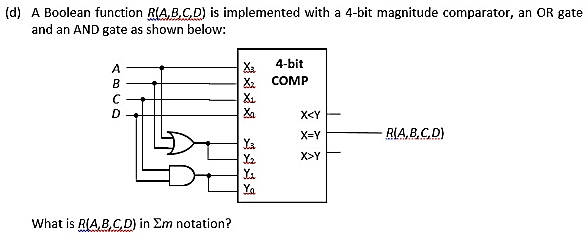 (d) A Boolean function R(A,B,C,D) is implemented with a 4-bit magnitude comparator, an OR gate
and an AND gate as shown below:
A
B
C
D
X3
X2
X1
X0
4-bit
COMP
X<Y
X=Y
X>Y
Y3
Y2
Y1
Y0
R(A,B,C,D)
What is R(A,B,C,D) in Σm notation?